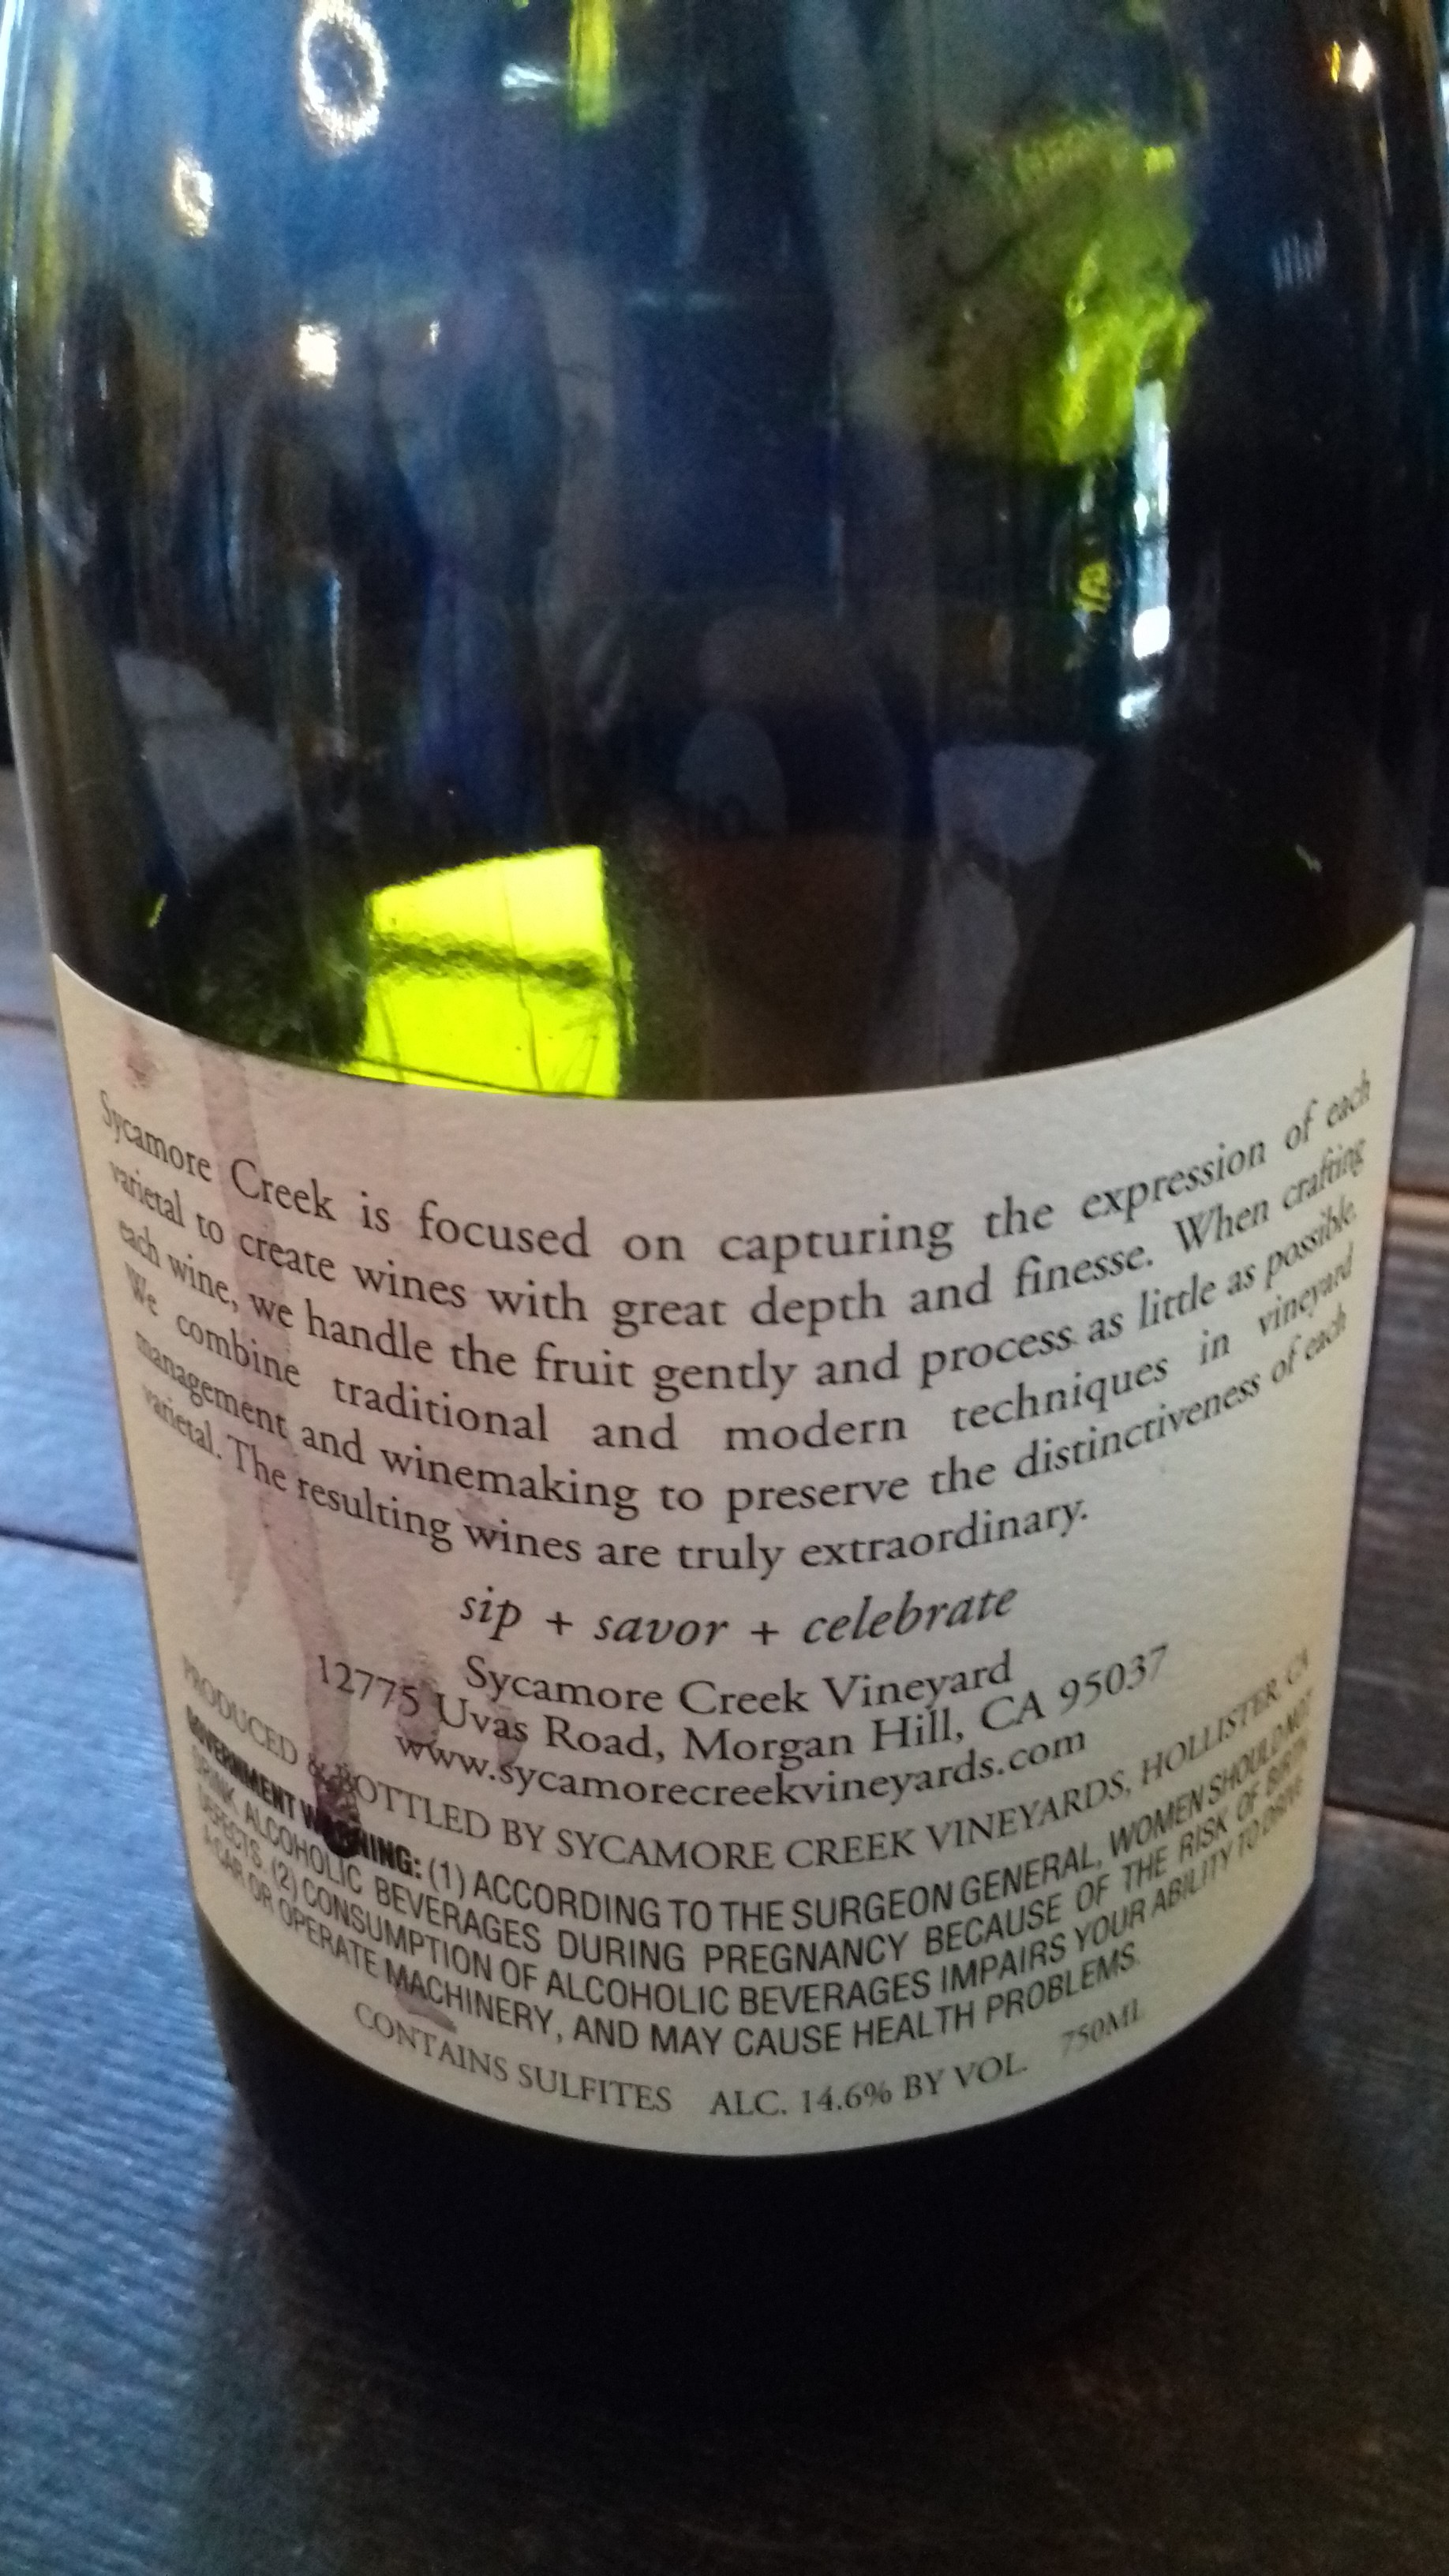 Sycamore Creek is focused on capturing the expression of each
varietal to create wines with great depth and finesse. When crafting
each wine, we handle the fruit gently and process as little as possible.
We combine traditional and modern techniques in vineyard
management and winemaking to preserve the distinctiveness of each
varietal. The resulting wines are truly extraordinary.
sip + savor + celebrate
Sycamore Creek Vineyard
12775 Uvas Road, Morgan Hill, CA 95037
www.sycamorecreekvineyards.com
PRODUCED & BOTTLED BY SYCAMORE CREEK VINEYARDS, HOLLISTER, CA
GOVERNMENT WARNING: (1) ACCORDING TO THE SURGEON GENERAL, WOMEN SHOULD NOT
DRINK ALCOHOLIC BEVERAGES DURING PREGNANCY BECAUSE OF THE RISK OF BIRTH
DEFECTS. (2) CONSUMPTION OF ALCOHOLIC BEVERAGES IMPAIRS YOUR ABILITY TO DRIVE
A CAR OR OPERATE MACHINERY, AND MAY CAUSE HEALTH PROBLEMS.
CONTAINS SULFITES ALC. 14.6% BY VOL. 750ML